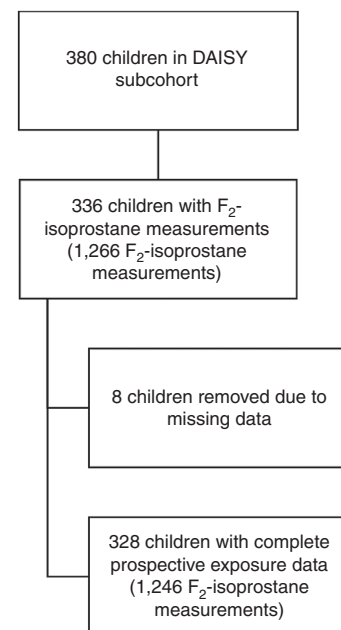 380 children in DAISY
subcohort
336 children with F₂-
isoprostane measurements
(1,266 F₂-isoprostane
measurements)
8 children removed due to
missing data
328 children with complete
prospective exposure data
(1,246 F₂-isoprostane
measurements)